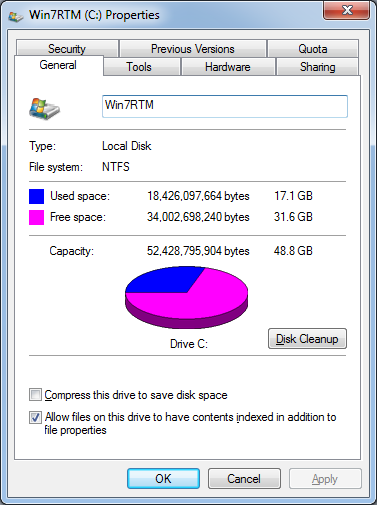 Win7RTM (C:) Properties
Security Previous Versions Quota
General Tools Hardware Sharing
Win7RTM
Type: Local Disk
File system: NTFS
Used space: 18,426,097,664 bytes 17.1 GB
Free space: 34,002,698,240 bytes 31.6 GB
Capacity: 52,428,795,904 bytes 48.8 GB
Drive C: Disk Cleanup
Compress this drive to save disk space
Allow files on this drive to have contents indexed in addition to
file properties
OK Cancel Apply